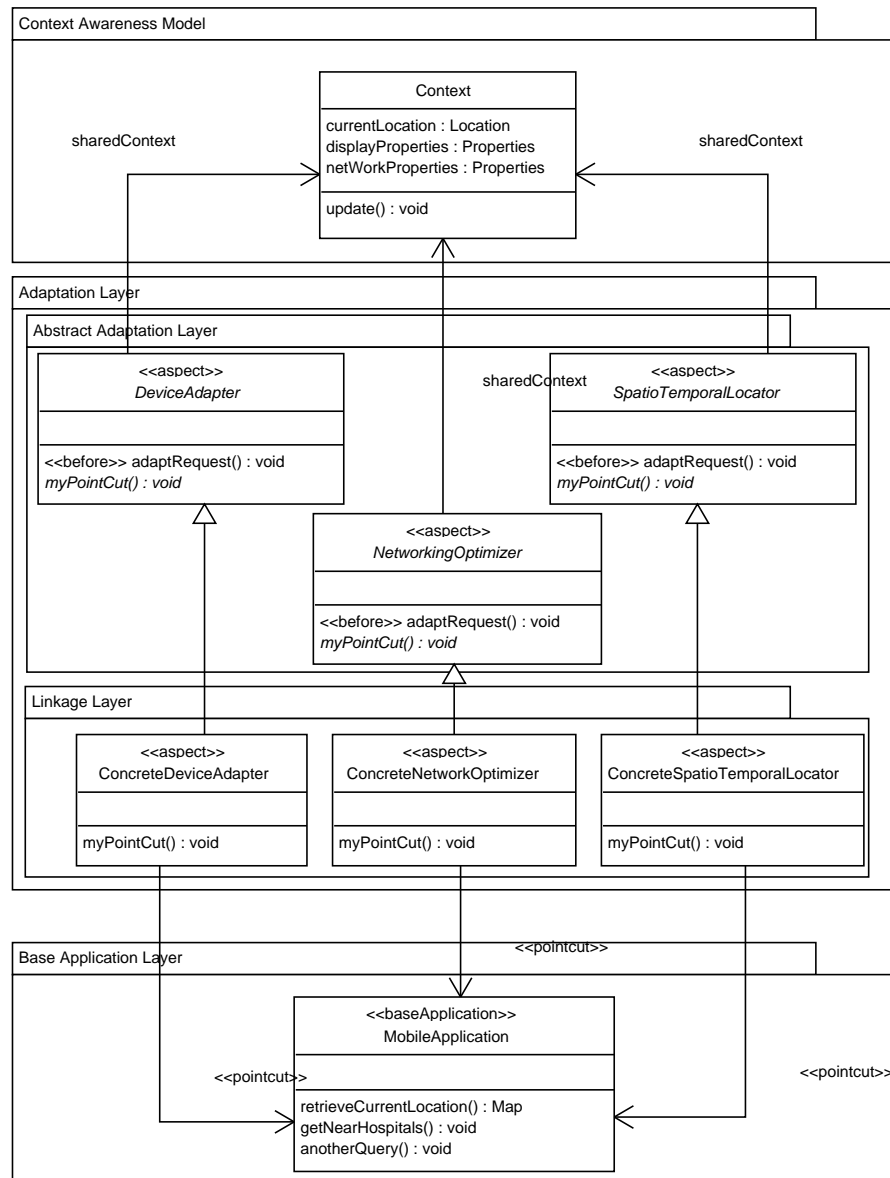 Context Awareness Model
Context
currentLocation : Location
displayProperties : Properties
netWorkProperties : Properties
update() : void
sharedContext
sharedContext
Adaptation Layer
Abstract Adaptation Layer
<<aspect>>
DeviceAdapter
<<before>> adaptRequest() : void
myPointCut() : void
sharedContext
<<aspect>>
SpatioTemporalLocator
<<before>> adaptRequest() : void
myPointCut() : void
<<aspect>>
NetworkingOptimizer
<<before>> adaptRequest() : void
myPointCut() : void
Linkage Layer
<<aspect>>
ConcreteDeviceAdapter
myPointCut() : void
<<aspect>>
ConcreteNetworkOptimizer
myPointCut() : void
<<aspect>>
ConcreteSpatioTemporalLocator
myPointCut() : void
<<pointcut>>
Base Application Layer
<<baseApplication>>
MobileApplication
retrieveCurrentLocation() : Map
getNearHospitals() : void
anotherQuery() : void
<<pointcut>>
<<pointcut>>